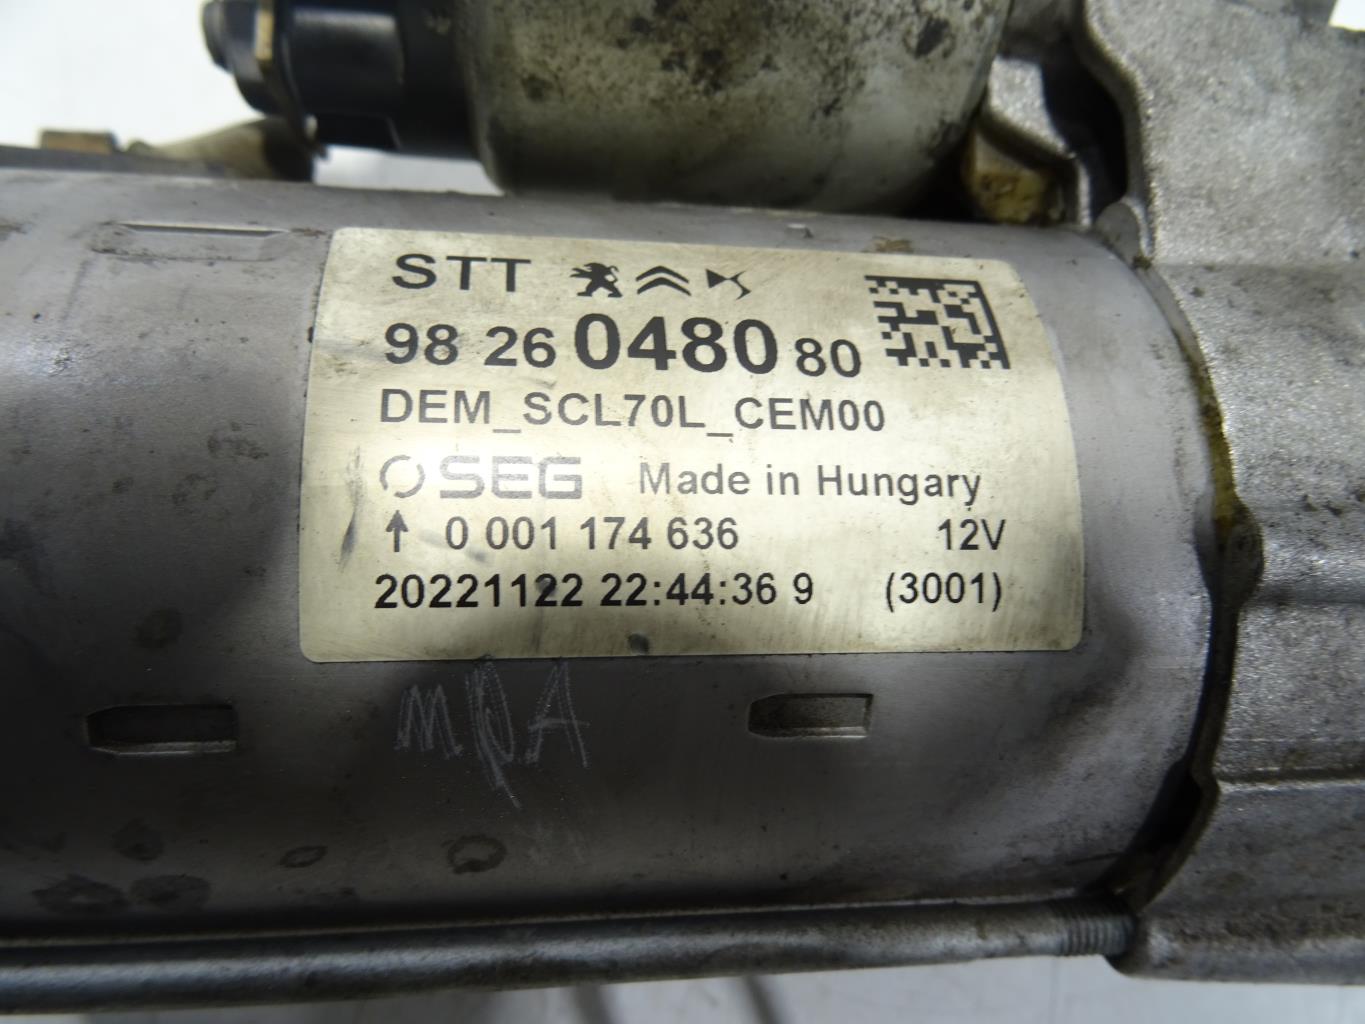 STT
98 26 0480 80
DEM_SCL70L_CEM00
SEG Made in Hungary
↑ 0 001 174 636 12V
20221122 22:44:36 9 (3001)